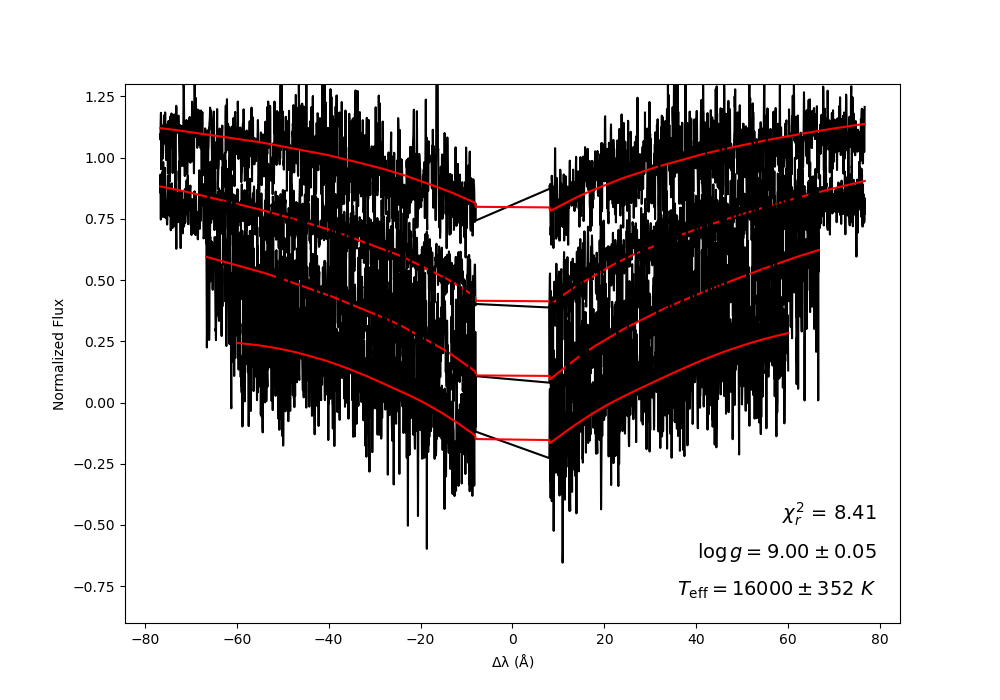 1.25
1.00
0.75
0.50
0.25
0.00
−0.25
−0.50
−0.75
Normalized Flux
χ²ᵣ = 8.41
log g = 9.00 ± 0.05
T_eff = 16000 ± 352 K
−80 −60 −40 −20 0 20 40 60 80
Δλ (Å)